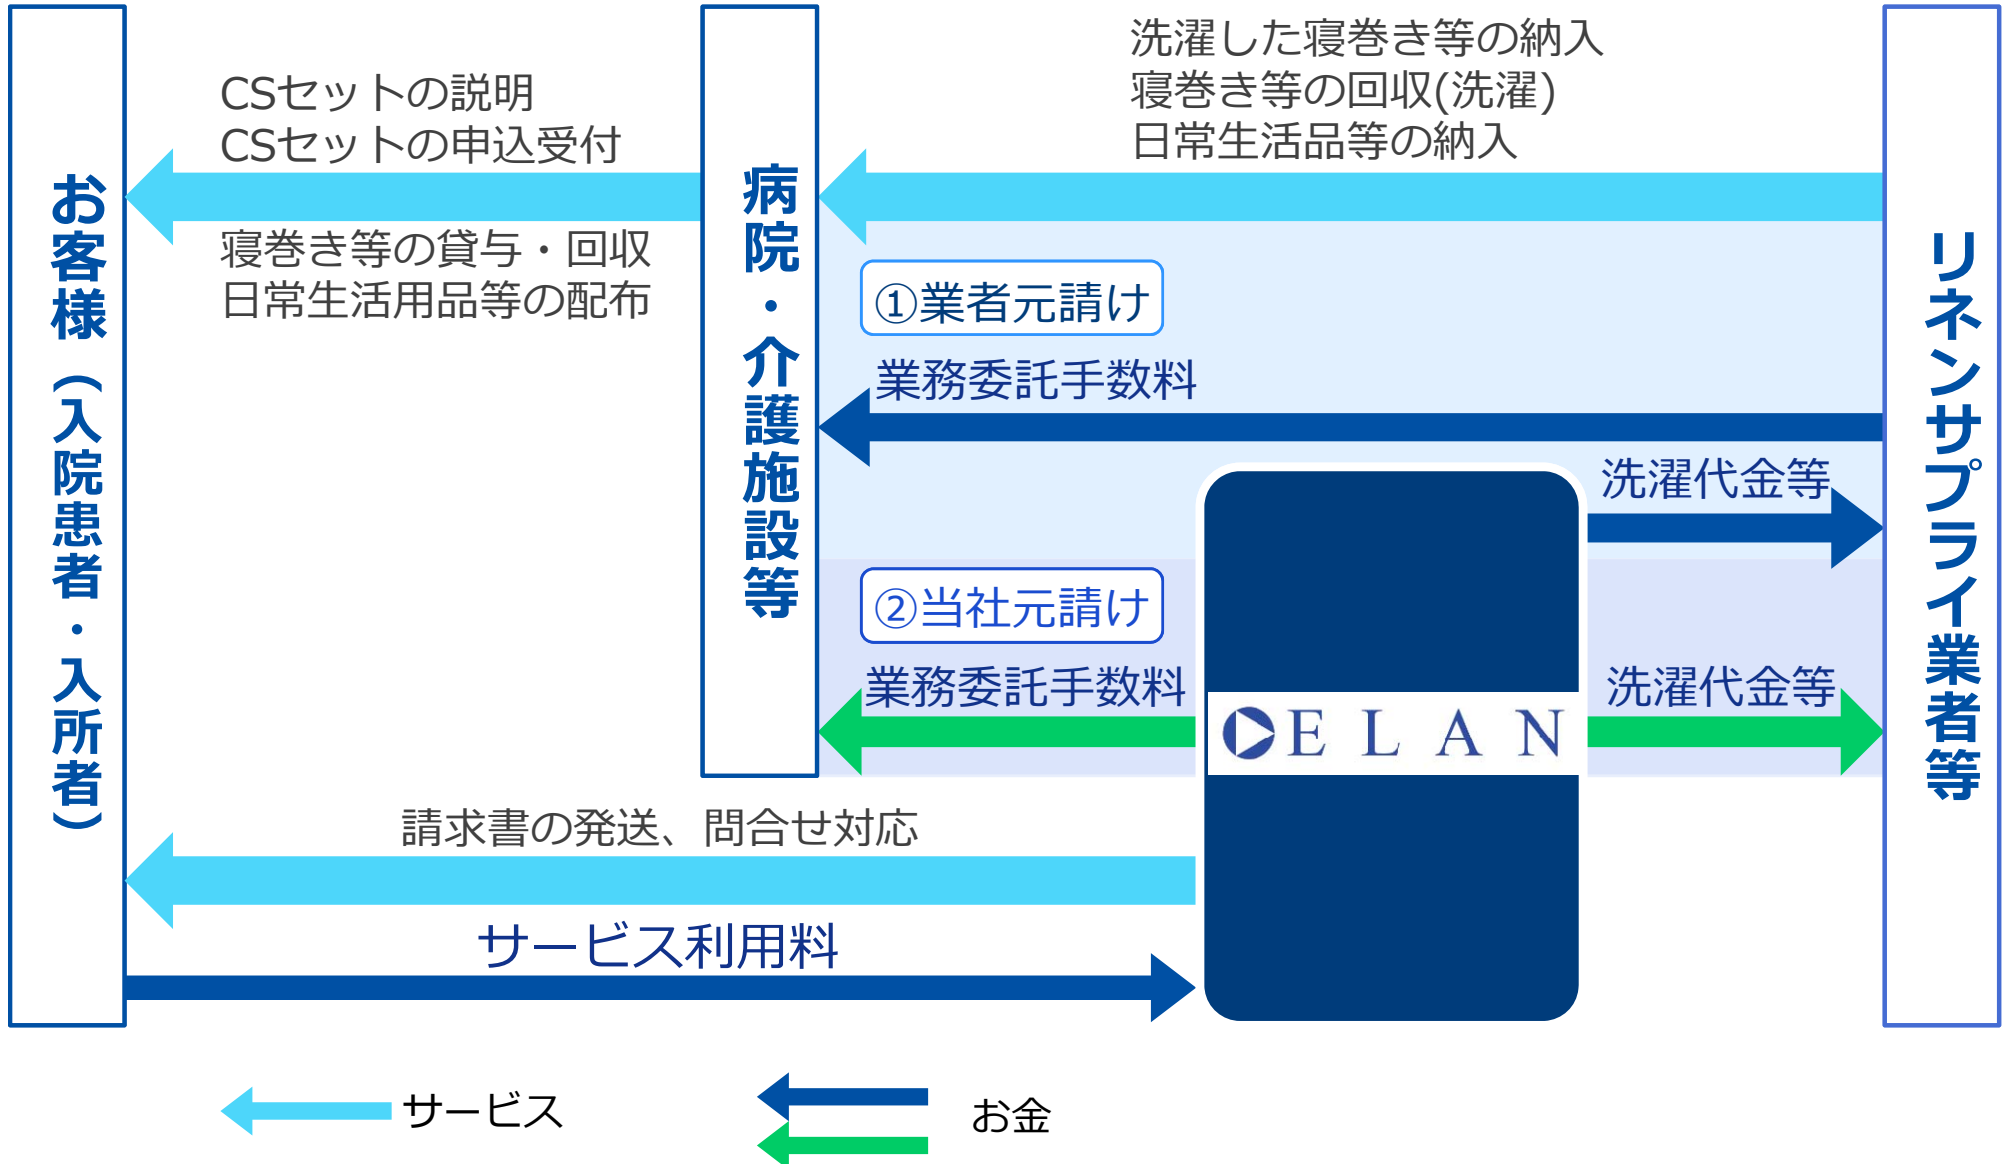 お客様（入院患者・入所者）
CSセットの説明
CSセットの申込受付
寝巻き等の貸与・回収
日常生活用品等の配布
病院・介護施設等
洗濯した寝巻き等の納入
寝巻き等の回収(洗濯)
日常生活品等の納入
①業者元請け
業務委託手数料
洗濯代金等
②当社元請け
業務委託手数料
洗濯代金等
ELAN
リネンサプライ業者等
請求書の発送、問合せ対応
サービス利用料
サービス
お金